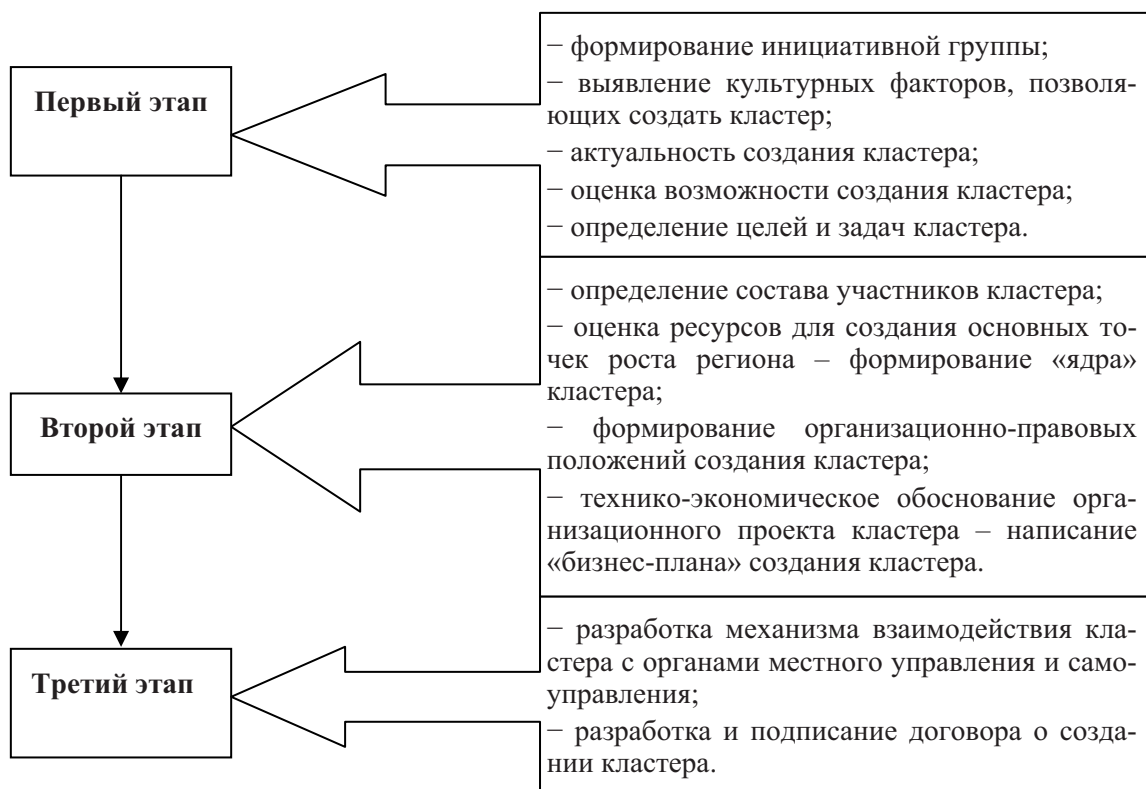 Первый этап
− формирование инициативной группы;
− выявление культурных факторов, позволя-
ющих создать кластер;
− актуальность создания кластера;
− оценка возможности создания кластера;
− определение целей и задач кластера.
Второй этап
− определение состава участников кластера;
− оценка ресурсов для создания основных то-
чек роста региона – формирование «ядра»
кластера;
− формирование организационно-правовых
положений создания кластера;
− технико-экономическое обоснование орга-
низационного проекта кластера – написание
«бизнес-плана» создания кластера.
Третий этап
− разработка механизма взаимодействия кла-
стера с органами местного управления и само-
управления;
− разработка и подписание договора о созда-
нии кластера.